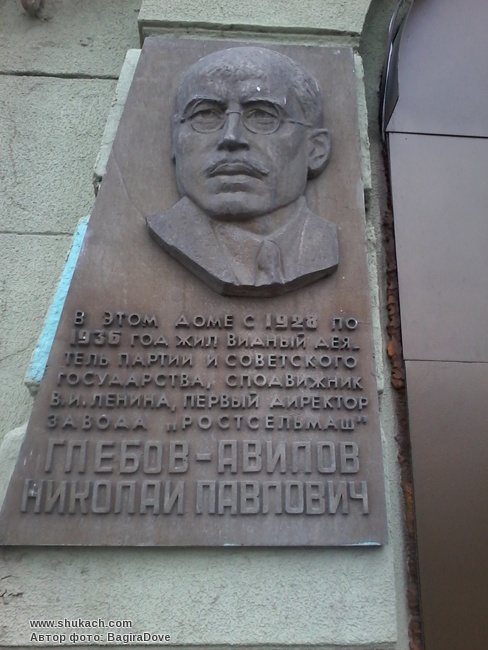 В ЭТОМ ДОМЕ С 1928 ПО
1936 ГОД ЖИЛ ВИДНЫЙ ДЕЯ-
ТЕЛЬ ПАРТИИ И СОВЕТСКОГО
ГОСУДАРСТВА, СПОДВИЖНИК
В.И. ЛЕНИНА, ПЕРВЫЙ ДИРЕКТОР
ЗАВОДА „РОСТСЕЛЬМАШ"
ГЛЕБОВ-АВИЛОВ
НИКОЛАЙ ПАВЛОВИЧ
www.shukach.com
Автор фото: BagiraDove